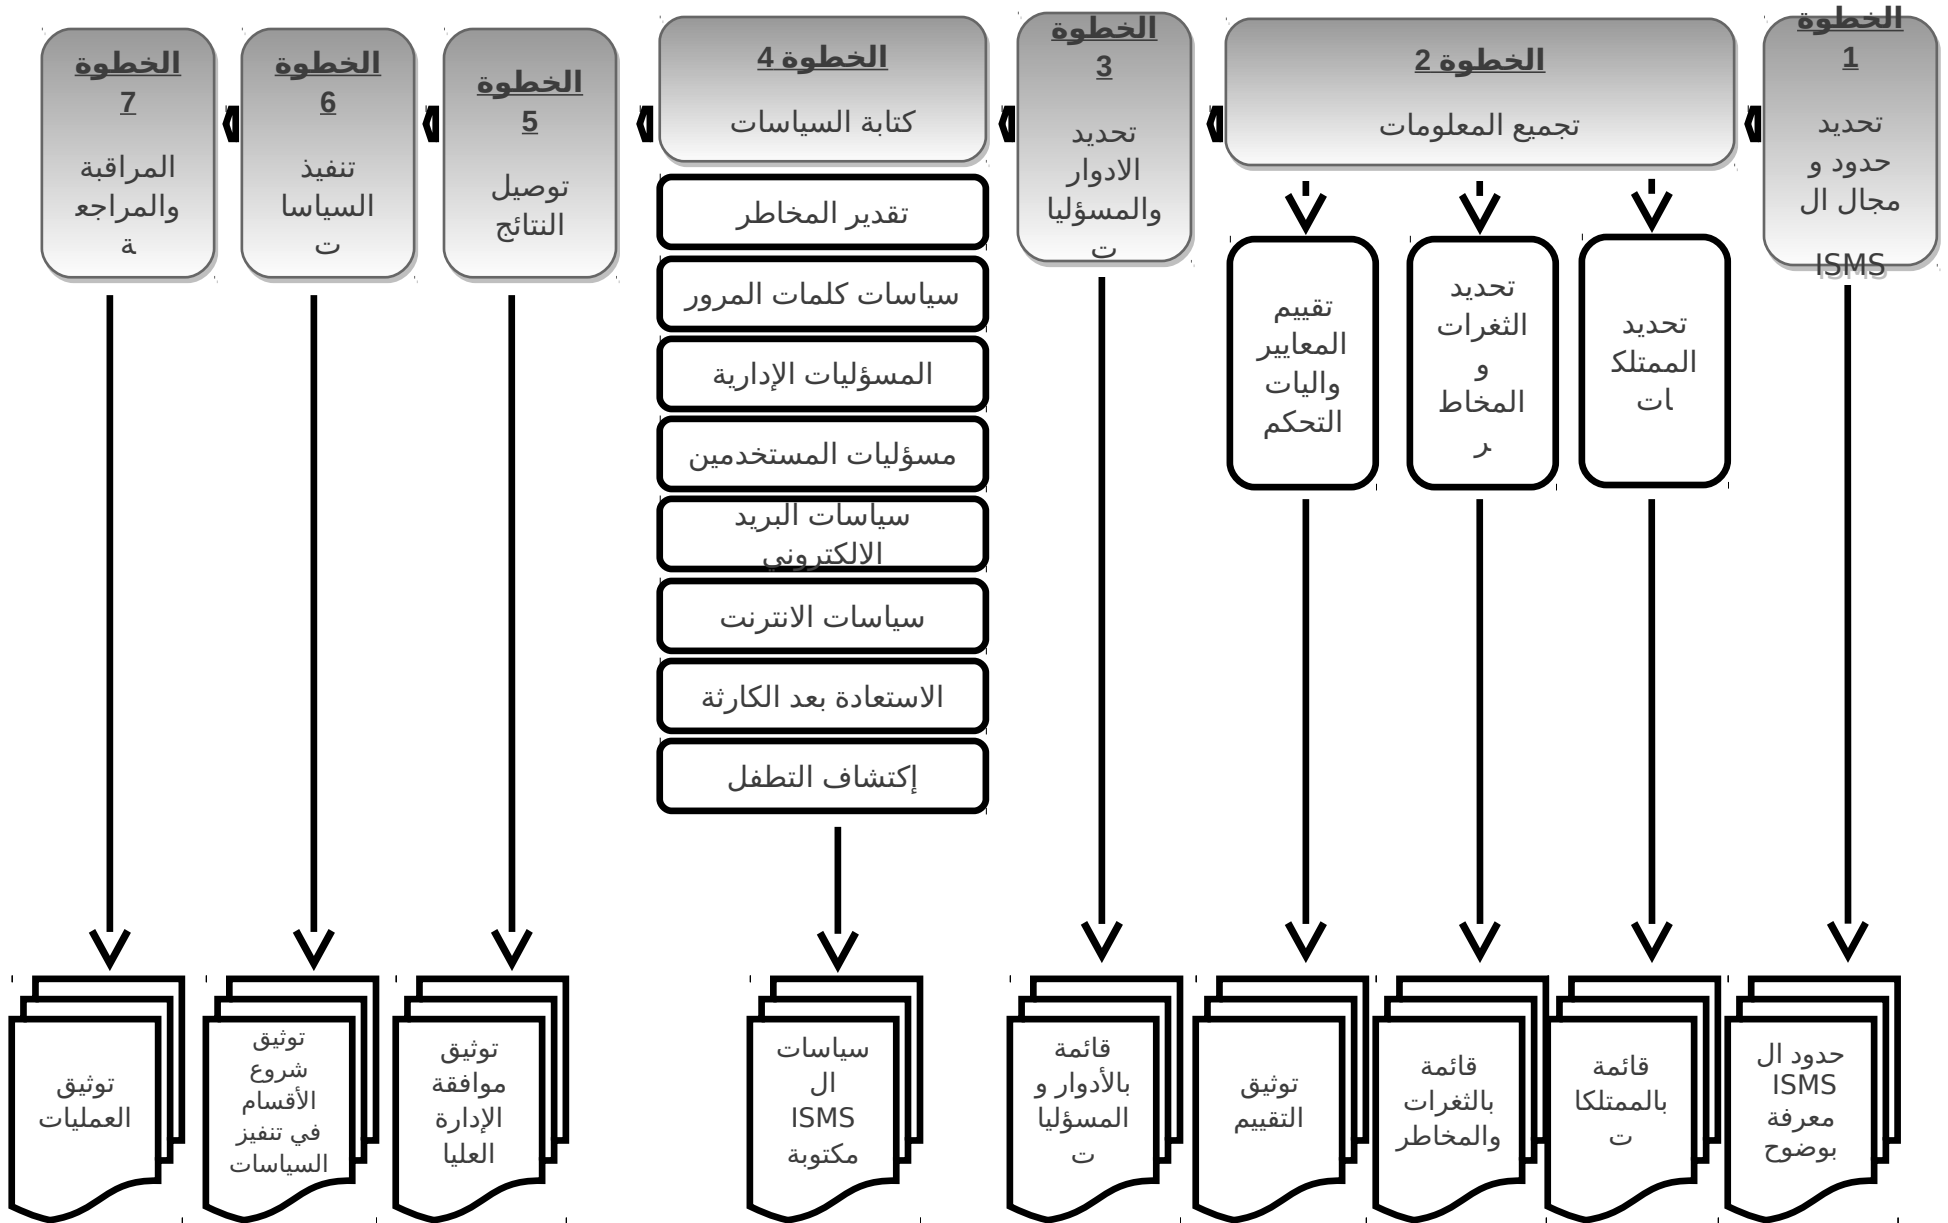 الخطوة
1
تحديد
حدود و
مجال ال
ISMS
الخطوة 2
تجميع المعلومات
تحديد
الممتلك
ات
تحديد
الثغرات
و
المخاط
ر
تقييم
المعايير
واليات
التحكم
الخطوة
3
تحديد
الادوار
والمسؤليا
ت
الخطوة 4
كتابة السياسات
تقدير المخاطر
سياسات كلمات المرور
المسؤليات الإدارية
مسؤليات المستخدمين
سياسات البريد
الالكتروني
سياسات الانترنت
الاستعادة بعد الكارثة
إكتشاف التطفل
الخطوة
5
توصيل
النتائج
الخطوة
6
تنفيذ
السياسا
ت
الخطوة
7
المراقبة
والمراجع
ة
حدود ال
ISMS
معرفة
بوضوح
قائمة
بالممتلكا
ت
قائمة
بالثغرات
والمخاطر
توثيق
التقييم
قائمة
بالأدوار و
المسؤليا
ت
سياسات
ال
ISMS
مكتوبة
توثيق
موافقة
الإدارة
العليا
توثيق
شروع
الأقسام
في تنفيز
السياسات
توثيق
العمليات